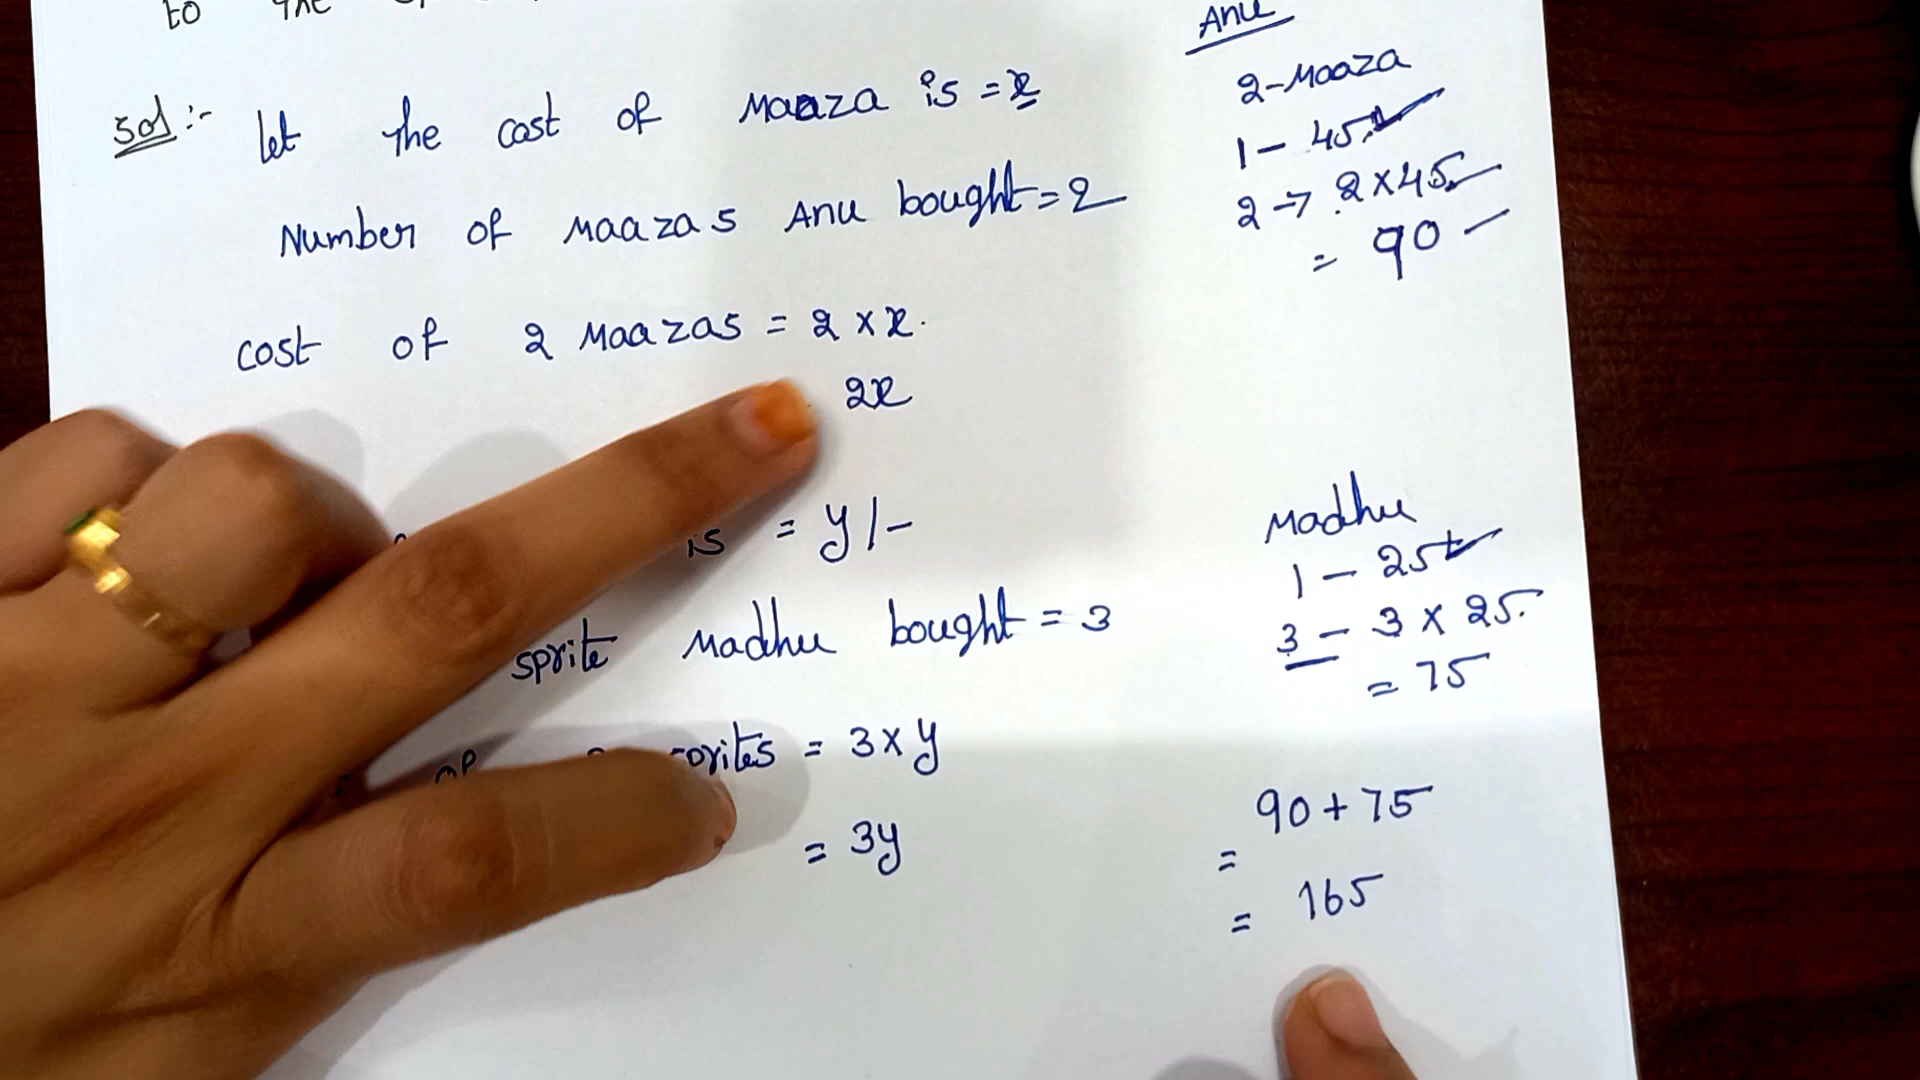 to the
Sol :- Let the cost of Maaza is = x
Number of Maazas Anu bought = 2
cost of 2 Maazas = 2 x x.
2x
is = y/-
sprite Madhu bought = 3
= 3 x y
= 3y
Anu
2-Maaza
1 - 45
2 → 2 x 45
= 90
Madhu
1 - 25
3 - 3 x 25.
= 75
90 + 75
=
= 165